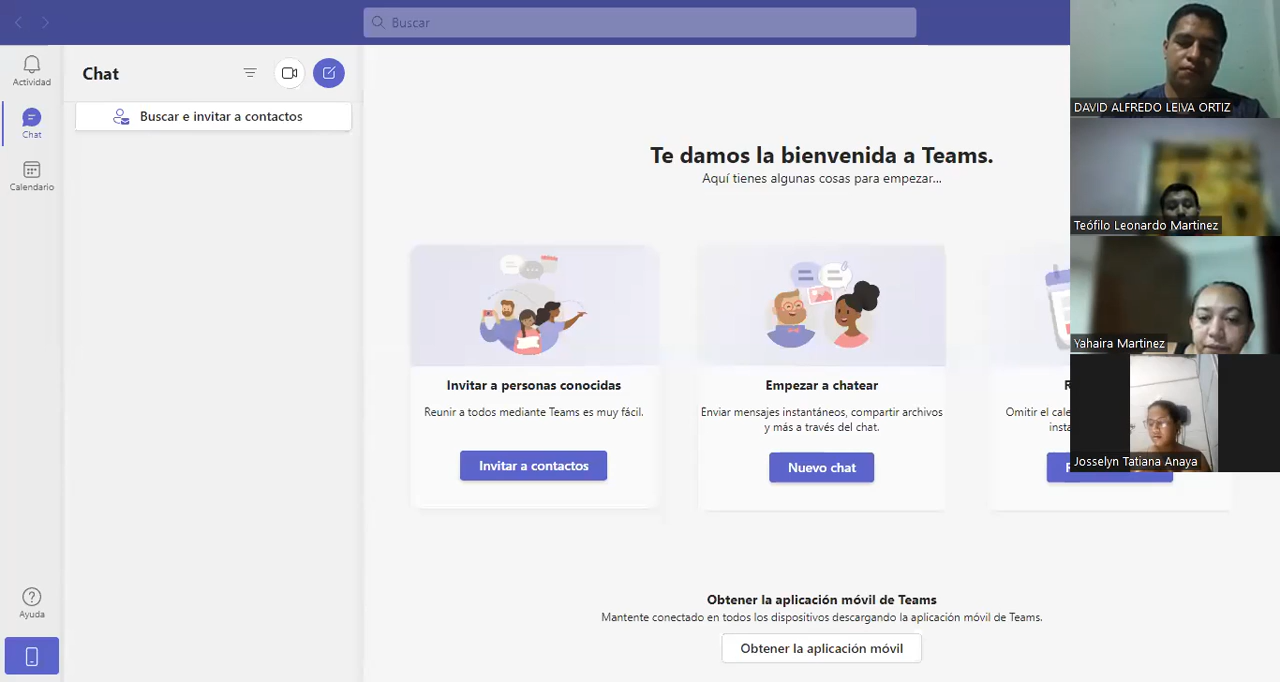 Buscar
Actividad
Chat
Calendario
Ayuda
Chat
Buscar e invitar a contactos
Te damos la bienvenida a Teams.
Aquí tienes algunas cosas para empezar...
Invitar a personas conocidas
Reunir a todos mediante Teams es muy fácil.
Invitar a contactos
Empezar a chatear
Enviar mensajes instantáneos, compartir archivos
y más a través del chat.
Nuevo chat
Omitir el cale
insta
Obtener la aplicación móvil de Teams
Mantente conectado en todos los dispositivos descargando la aplicación móvil de Teams.
Obtener la aplicación móvil
DAVID ALFREDO LEIVA ORTIZ
Teófilo Leonardo Martinez
Yahaira Martinez
Josselyn Tatiana Anaya